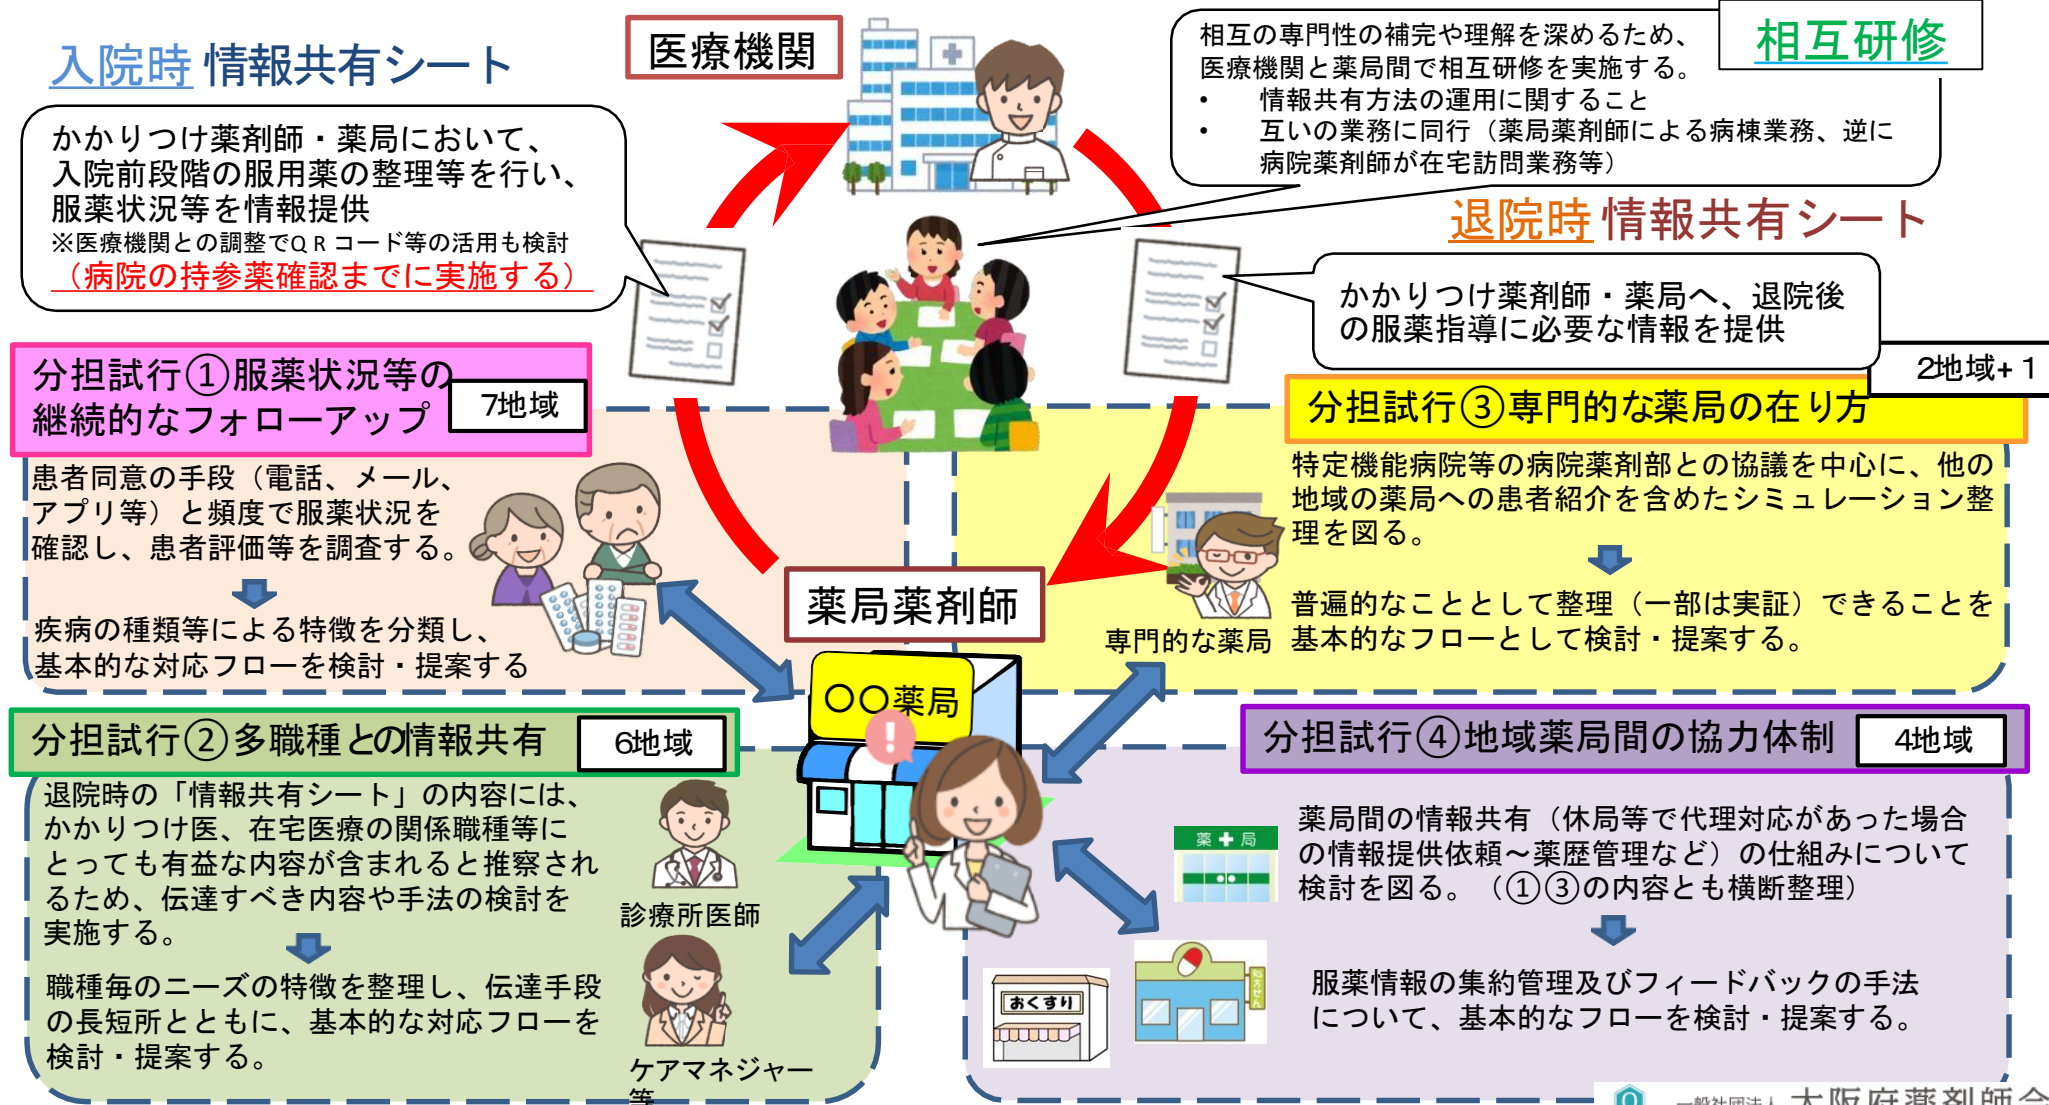 入院時 情報共有シート
かかりつけ薬剤師・薬局において、
入院前段階の服用薬の整理等を行い、
服薬状況等を情報提供
※医療機関との調整でQRコード等の活用も検討
（病院の持参薬確認までに実施する）
医療機関
相互研修
相互の専門性の補完や理解を深めるため、
医療機関と薬局間で相互研修を実施する。
• 情報共有方法の運用に関すること
• 互いの業務に同行（薬局薬剤師による病棟業務、逆に
病院薬剤師が在宅訪問業務等）
退院時 情報共有シート
かかりつけ薬剤師・薬局へ、退院後
の服薬指導に必要な情報を提供
分担試行①服薬状況等の
継続的なフォローアップ
7地域
患者同意の手段（電話、メール、
アプリ等）と頻度で服薬状況を
確認し、患者評価等を調査する。
疾病の種類等による特徴を分類し、
基本的な対応フローを検討・提案する
2地域+１
分担試行③専門的な薬局の在り方
特定機能病院等の病院薬剤部との協議を中心に、他の
地域の薬局への患者紹介を含めたシミュレーション整
理を図る。
普遍的なこととして整理（一部は実証）できることを
基本的なフローとして検討・提案する。
専門的な薬局
薬局薬剤師
〇〇薬局
分担試行②多職種との情報共有
6地域
退院時の「情報共有シート」の内容には、
かかりつけ医、在宅医療の関係職種等に
とっても有益な内容が含まれると推察され
るため、伝達すべき内容や手法の検討を
実施する。
職種毎のニーズの特徴を整理し、伝達手段
の長短所とともに、基本的な対応フローを
検討・提案する。
診療所医師
ケアマネジャー
等
分担試行④地域薬局間の協力体制
4地域
薬局間の情報共有（休局等で代理対応があった場合
の情報提供依頼～薬歴管理など）の仕組みについて
検討を図る。（①③の内容とも横断整理）
服薬情報の集約管理及びフィードバックの手法
について、基本的なフローを検討・提案する。
薬局
おくすり
処方せん
一般社団法人 大阪府薬剤師会